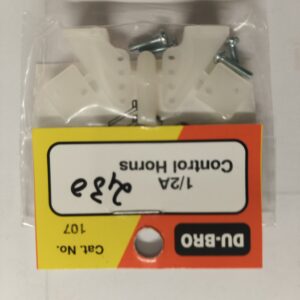 DU-BRO
Cat. No.
107
1/2A
Control Horns